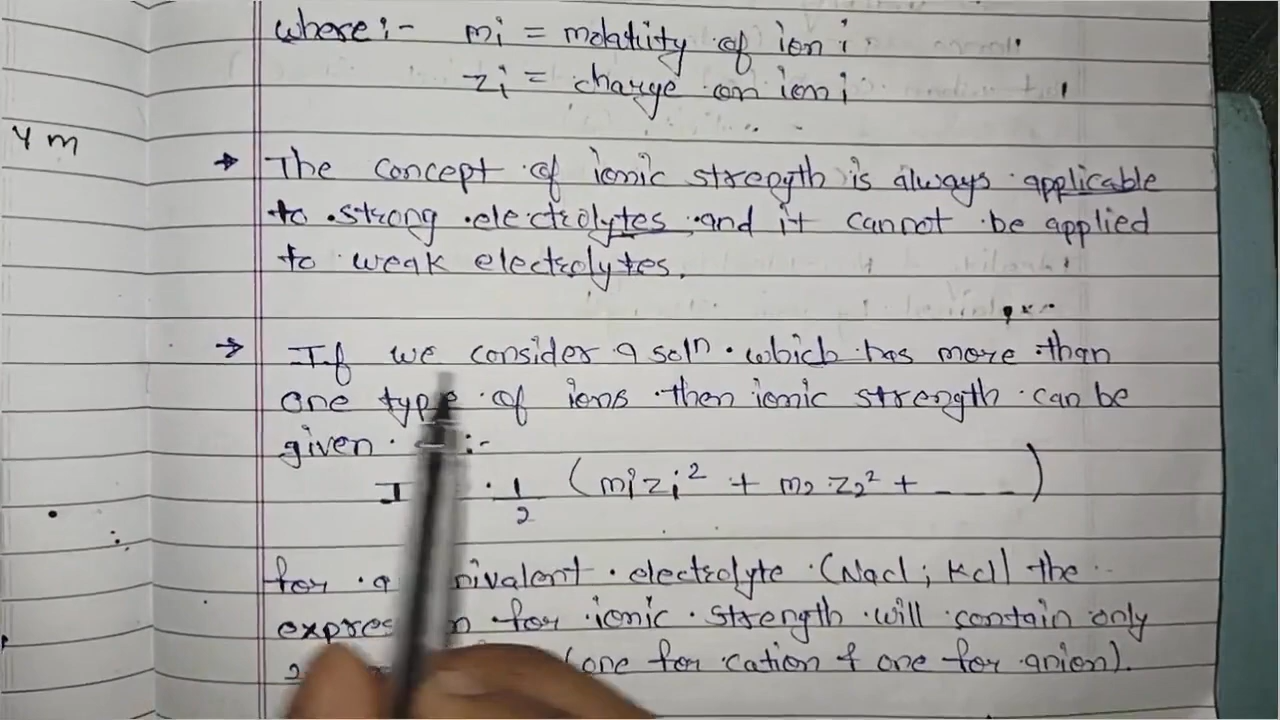 where:- mi = molality of ion i
zi = charge on ion i
4 m
→ The concept of ionic strength is always applicable
to strong electrolytes and it cannot be applied
to weak electrolytes.
→ If we consider a solⁿ which has more than
one type of ions then ionic strength can be
given :-
I 1/2 (m1z1² + m2 z2² + ---)
for a nivalent electrolyte (Nacl; Kcl) the
expres n for ionic strength will contain only
2 (one for cation & one for anion).